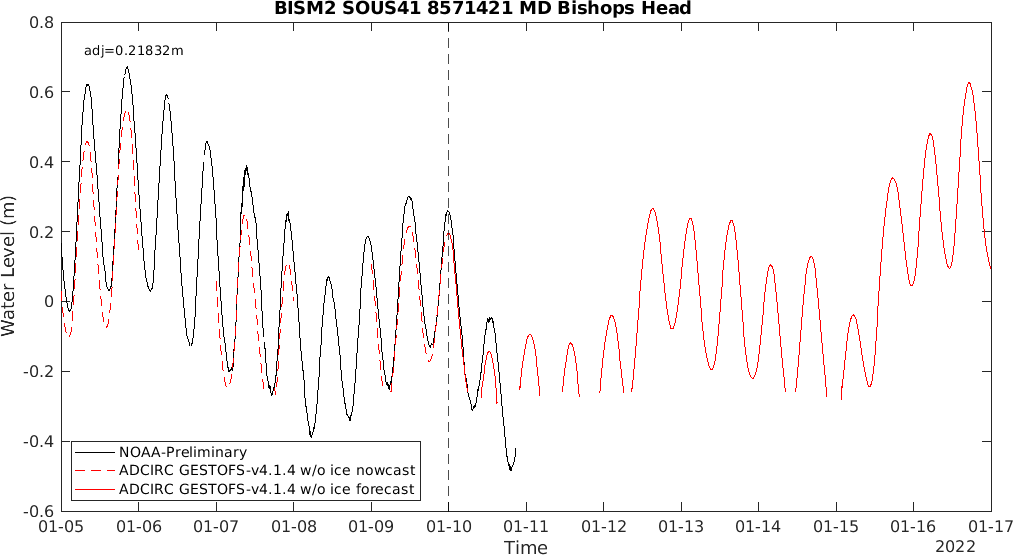 BISM2 SOUS41 8571421 MD Bishops Head
adj=0.21832m
Water Level (m)
0.8
0.6
0.4
0.2
0
-0.2
-0.4
-0.6
NOAA-Preliminary
ADCIRC GESTOFS-v4.1.4 w/o ice nowcast
ADCIRC GESTOFS-v4.1.4 w/o ice forecast
01-05 01-06 01-07 01-08 01-09 01-10 01-11 01-12 01-13 01-14 01-15 01-16 01-17
Time
2022